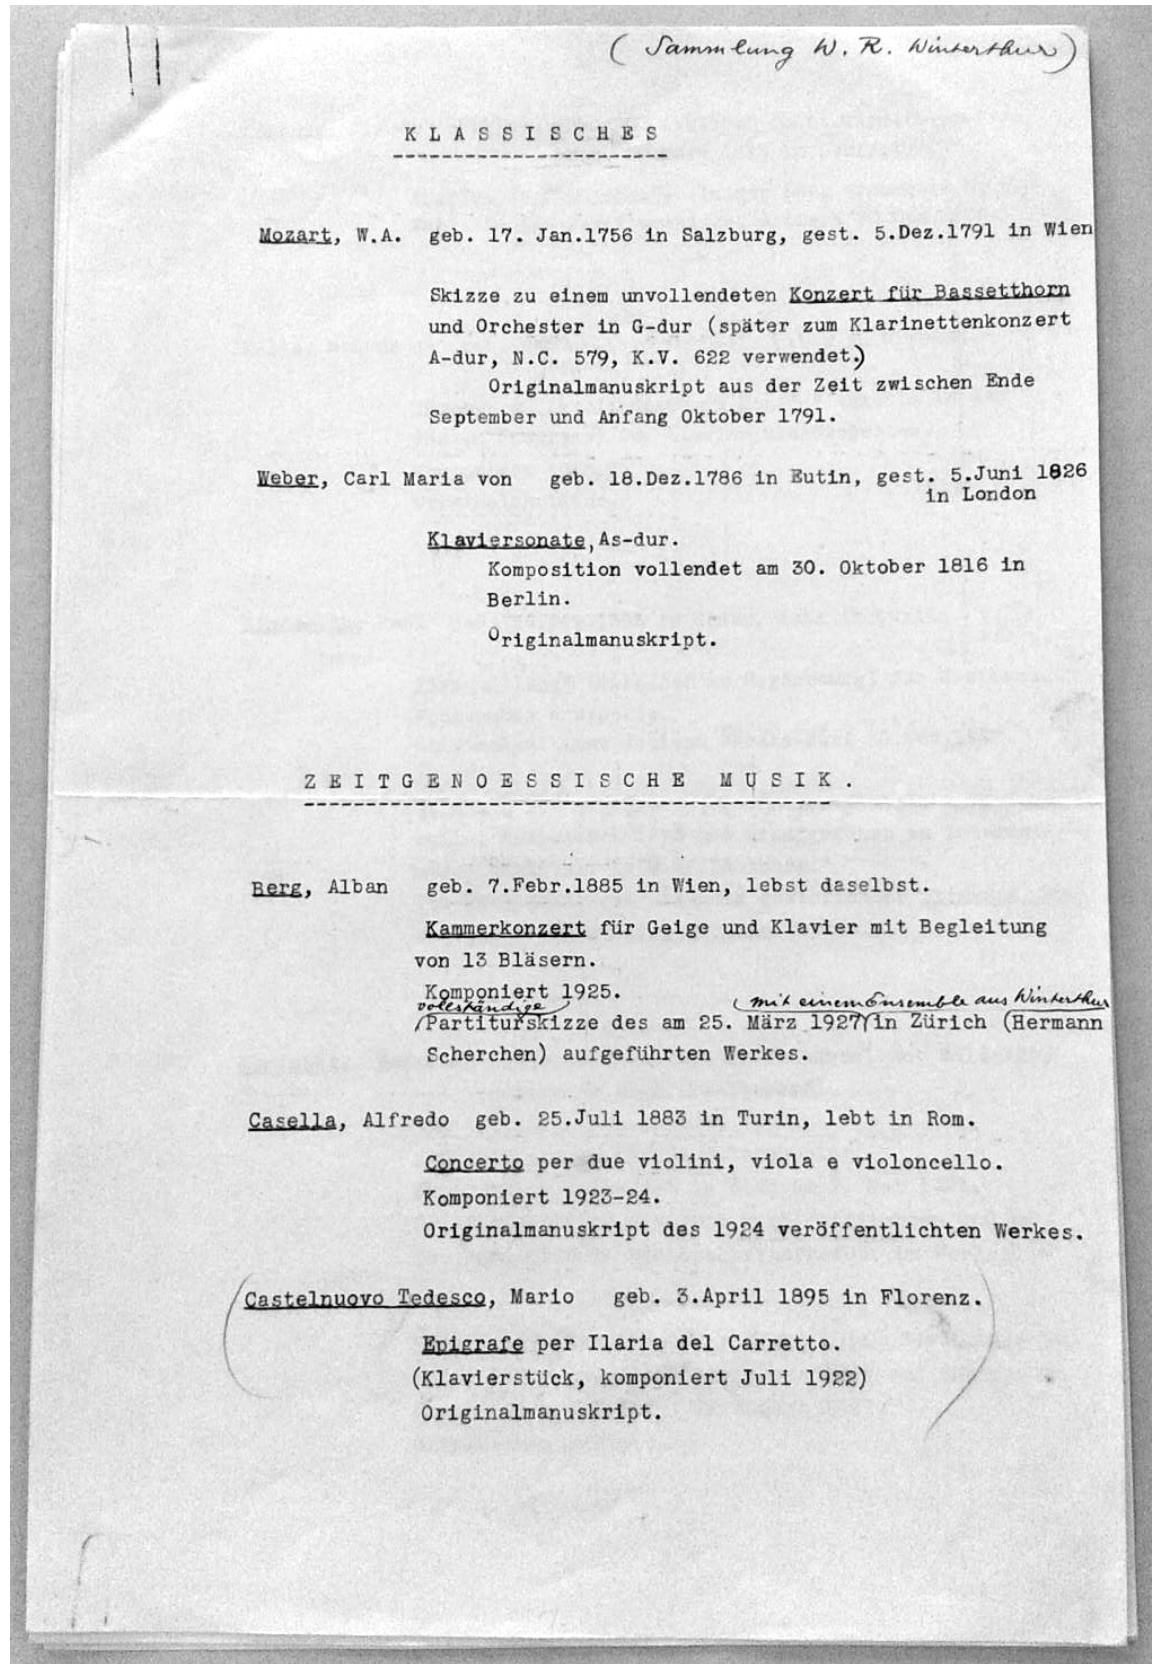 ( Sammlung W. R. Winterthur )
KLASSISCHES
Mozart, W.A. geb. 17. Jan.1756 in Salzburg, gest. 5.Dez.1791 in Wien
Skizze zu einem unvollendeten Konzert für Bassetthorn
und Orchester in G-dur (später zum Klarinettenkonzert
A-dur, N.C. 579, K.V. 622 verwendet.)
Originalmanuskript aus der Zeit zwischen Ende
September und Anfang Oktober 1791.
Weber, Carl Maria von geb. 18.Dez.1786 in Eutin, gest. 5.Juni 1826
in London
Klaviersonate, As-dur.
Komposition vollendet am 30. Oktober 1816 in
Berlin.
Originalmanuskript.
ZEITGENOESSISCHE MUSIK.
Berg, Alban geb. 7.Febr.1885 in Wien, lebst daselbst.
Kammerkonzert für Geige und Klavier mit Begleitung
von 13 Bläsern.
Komponiert 1925.
vollständige (mit einem Ensemble aus Winterthur
Partiturskizze des am 25. März 1927 in Zürich (Hermann
Scherchen) aufgeführten Werkes.
Casella, Alfredo geb. 25.Juli 1883 in Turin, lebt in Rom.
Concerto per due violini, viola e violoncello.
Komponiert 1923-24.
Originalmanuskript des 1924 veröffentlichten Werkes.
Castelnuovo Tedesco, Mario geb. 3.April 1895 in Florenz.
Epigrafe per Ilaria del Carretto.
(Klavierstück, komponiert Juli 1922)
Originalmanuskript.